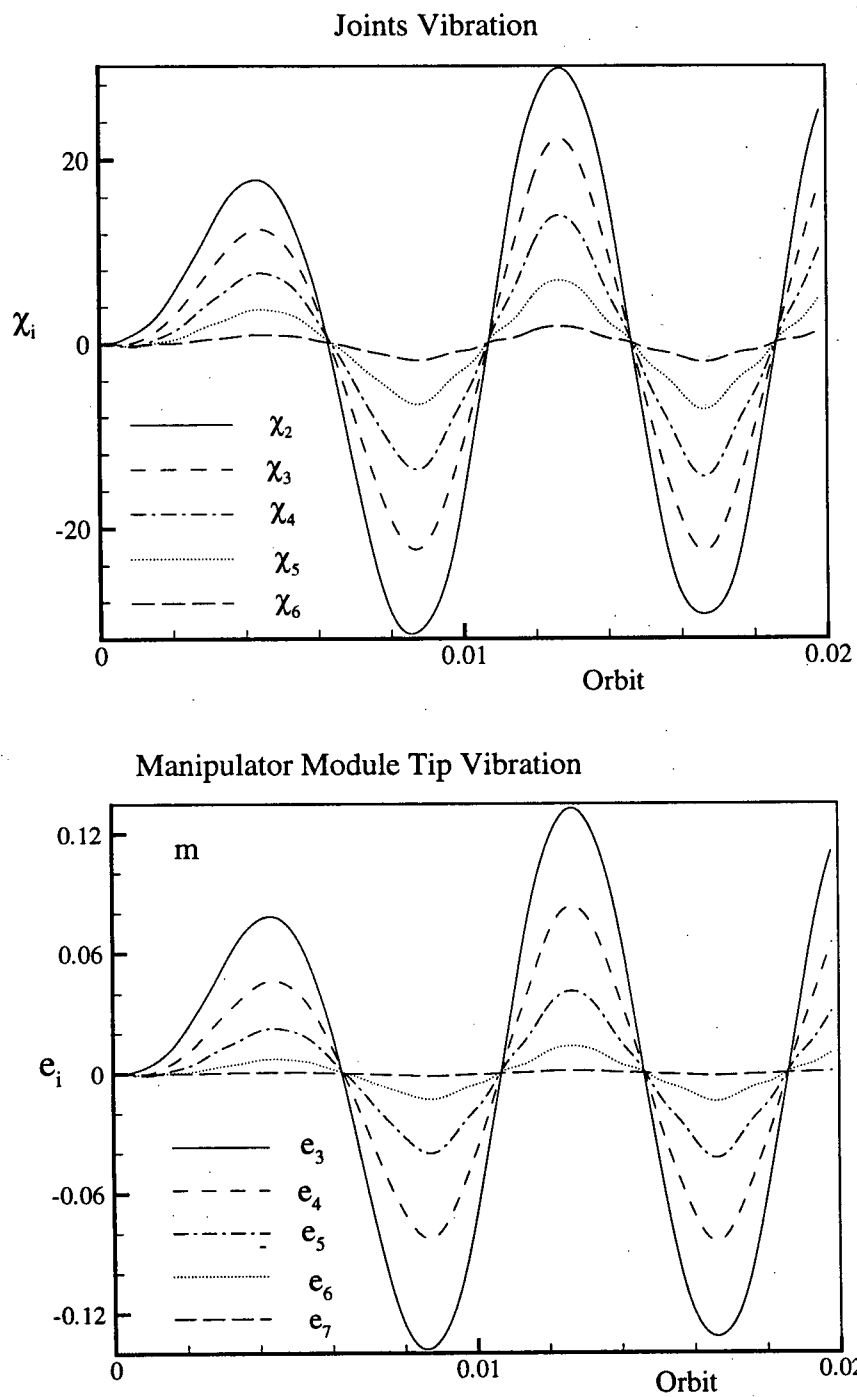 Joints Vibration
20
χi
0
-20
χ2
χ3
χ4
χ5
χ6
0
0.01
0.02
Orbit
Manipulator Module Tip Vibration
0.12
m
0.06
ei
0
-0.06
-0.12
e3
e4
e5
e6
e7
0
0.01
0.02
Orbit